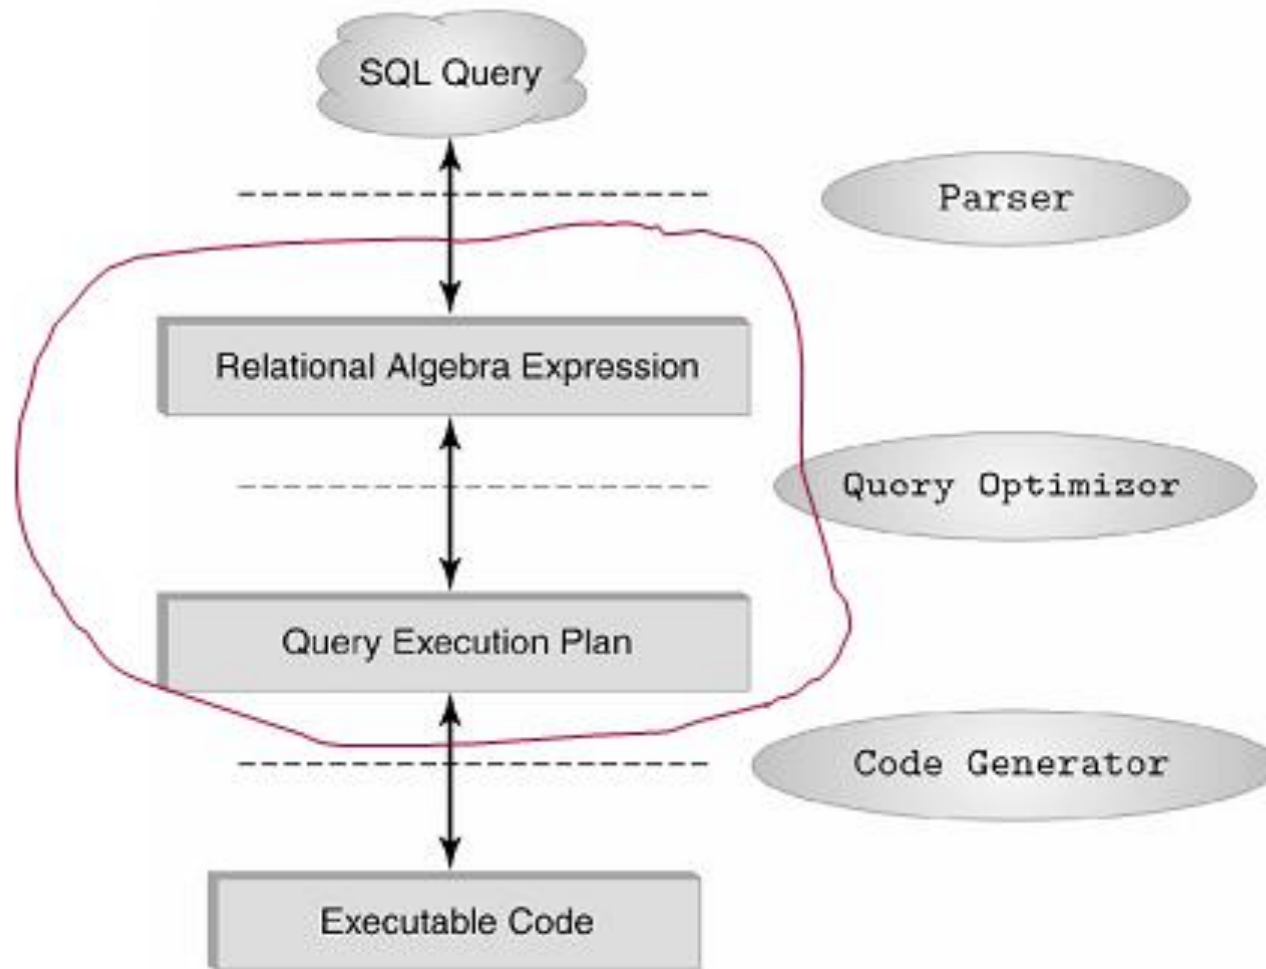 SQL Query
Parser
Relational Algebra Expression
Quory Optimizor
Query Execution Plan
Code Generator
Executable Code